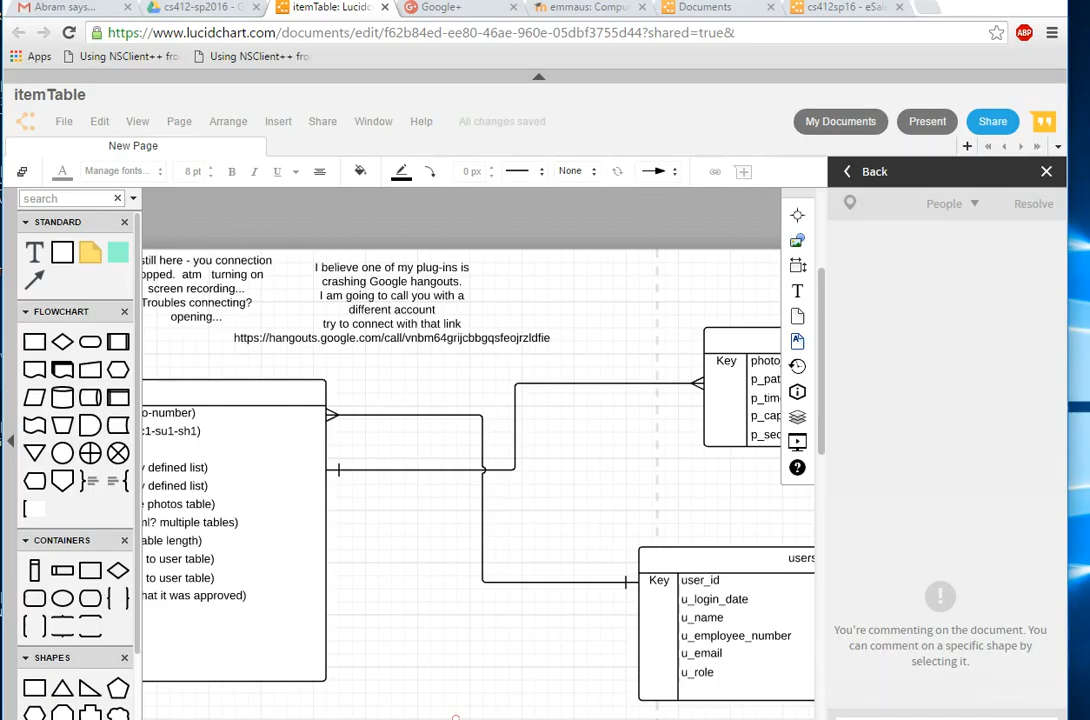 Abram says...
cs412-sp2016 - G
itemTable: Lucidc
Google+
emmaus: Compu
Documents
cs412sp16 - eSale
https://www.lucidchart.com/documents/edit/f62b84ed-ee80-46ae-960e-05dbf3755d44?shared=true&
ABP
Apps
Using NSClient++ fro
Using NSClient++ fro
itemTable
File Edit View Page Arrange Insert Share Window Help All changes saved
My Documents Present Share
New Page
A Manage fonts... 8 pt B I U 0 px None
Back
search
People Resolve
STANDARD
T
FLOWCHART
CONTAINERS
SHAPES
still here - you connection
opped. atm turning on
screen recording...
Troubles connecting?
opening...
I believe one of my plug-ins is
crashing Google hangouts.
I am going to call you with a
different account
try to connect with that link
https://hangouts.google.com/call/vnbm64grijcbbgqsfeojrzldfie
o-number)
c1-su1-sh1)
y defined list)
y defined list)
e photos table)
ml? multiple tables)
able length)
to user table)
to user table)
hat it was approved)
Key photo
p_pat
p_tim
p_cap
p_sec
users
Key user_id
u_login_date
u_name
u_employee_number
u_email
u_role
T
A
?
!
You're commenting on the document. You
can comment on a specific shape by
selecting it.